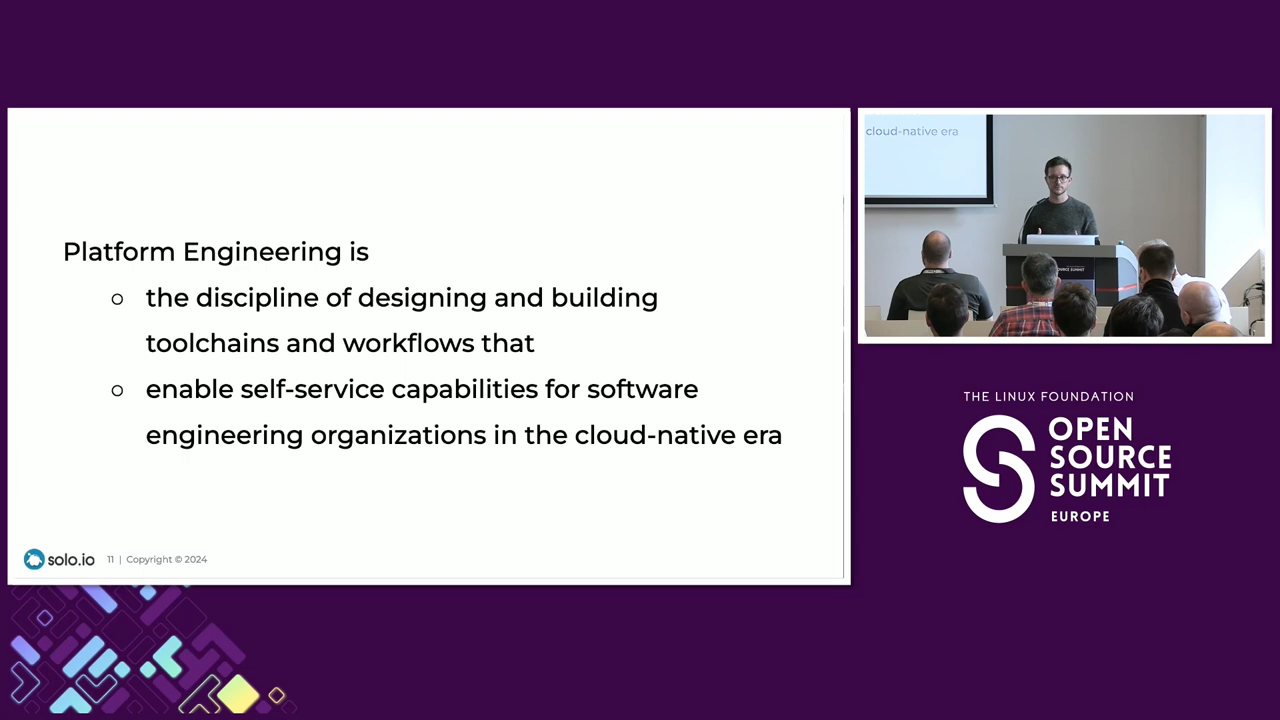 Platform Engineering is
○ the discipline of designing and building
toolchains and workflows that
○ enable self-service capabilities for software
engineering organizations in the cloud-native era
solo.io 11 | Copyright © 2024
cloud-native era
SOURCE SUMMIT
THE LINUX FOUNDATION
OPEN
SOURCE
SUMMIT
EUROPE